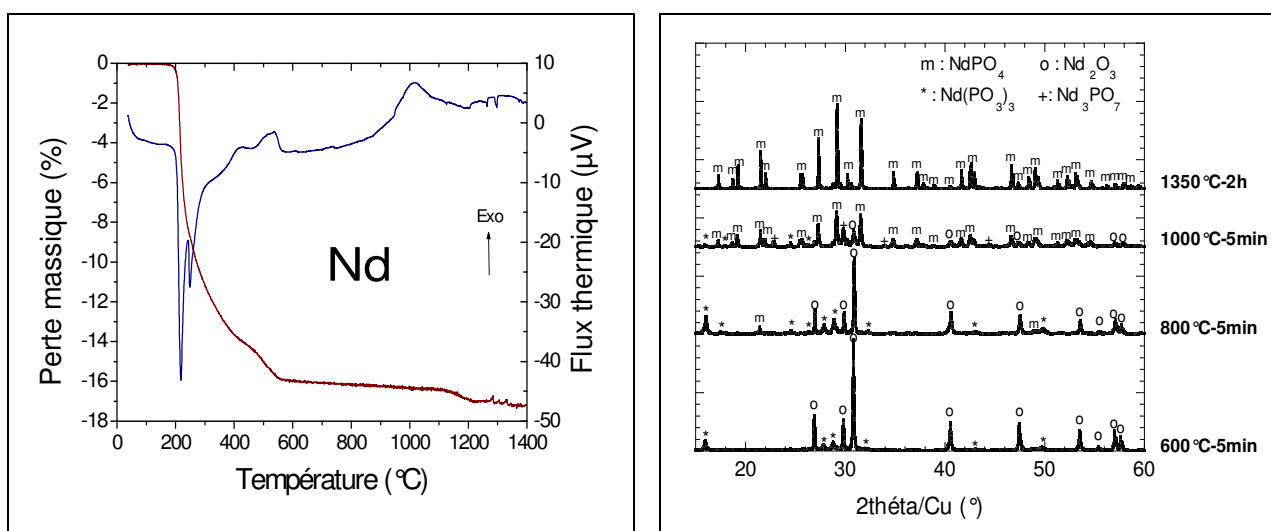 Perte massique (%)
-0
-2
-4
-6
-8
-10
-12
-14
-16
-18
0 200 400 600 800 1000 1200 1400
Température (°C)
10
0
-10
-20
-30
-40
-50
Flux thermique (µV)
Exo
Nd
m : NdPO4 o : Nd2O3
* : Nd(PO3)3 +: Nd3PO7
m m m m m m m m m m m m m m m m m m m m m m m m m m m
1350°C-2h
* m * m m m m + * m m m + o m + m m o m m m m o m o m + m o m m m m m o o
1000°C-5min
* * m * o * * * o o * o * o m * o o o o
800°C-5min
* o * * o o * o * o * o o o o
600°C-5min
20 30 40 50 60
2théta/Cu (°)